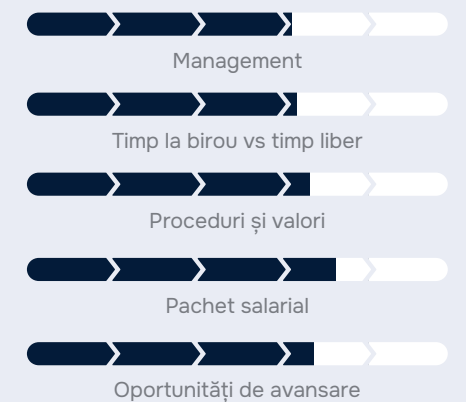 Management
Timp la birou vs timp liber
Proceduri și valori
Pachet salarial
Oportunități de avansare